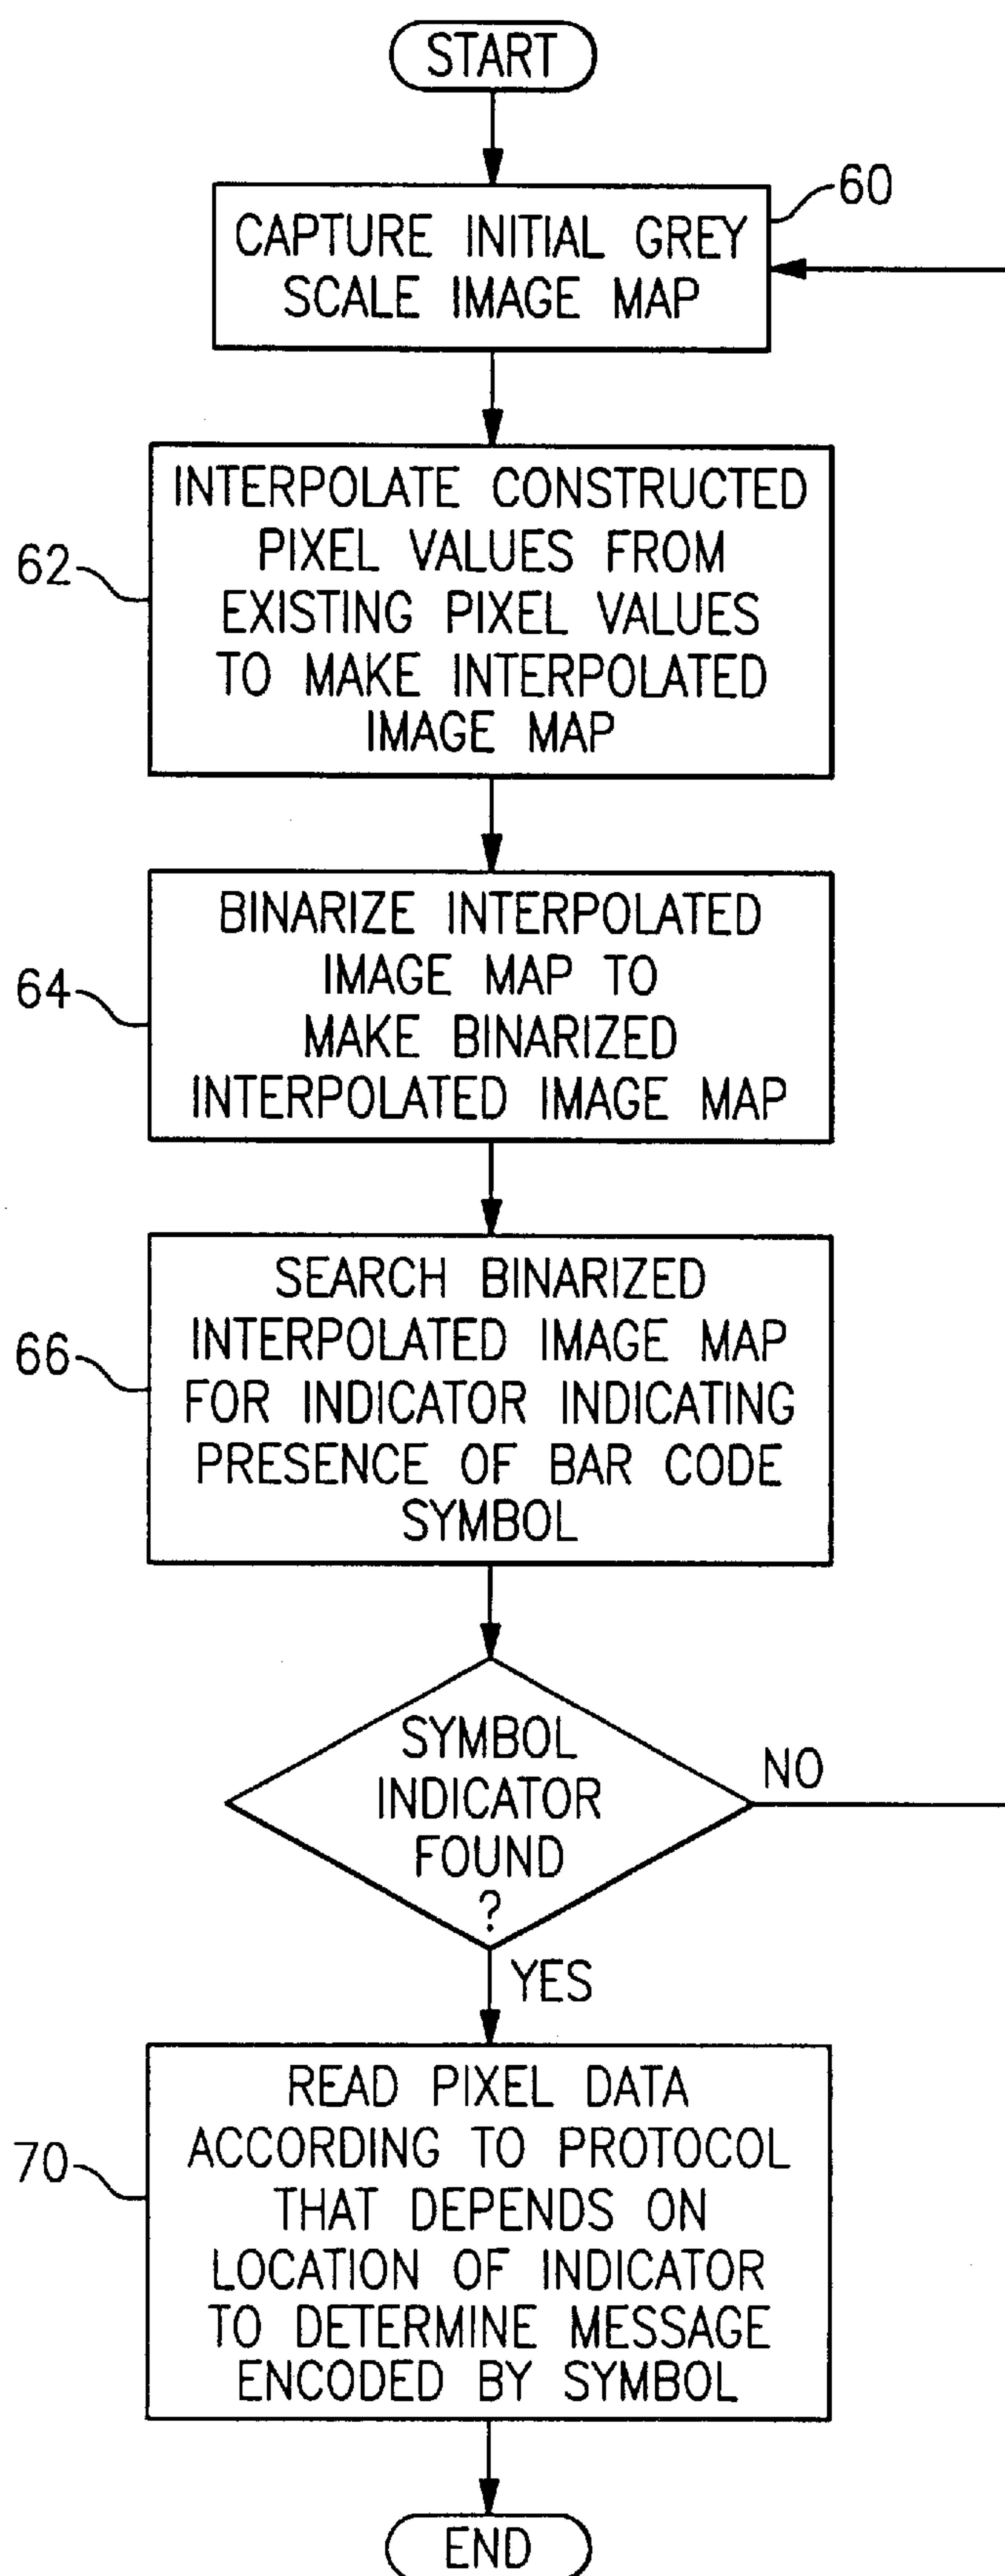 START
60
CAPTURE INITIAL GREY
SCALE IMAGE MAP
62
INTERPOLATE CONSTRUCTED
PIXEL VALUES FROM
EXISTING PIXEL VALUES
TO MAKE INTERPOLATED
IMAGE MAP
64
BINARIZE INTERPOLATED
IMAGE MAP TO
MAKE BINARIZED
INTERPOLATED IMAGE MAP
66
SEARCH BINARIZED
INTERPOLATED IMAGE MAP
FOR INDICATOR INDICATING
PRESENCE OF BAR CODE
SYMBOL
SYMBOL
INDICATOR
FOUND
?
NO
YES
70
READ PIXEL DATA
ACCORDING TO PROTOCOL
THAT DEPENDS ON
LOCATION OF INDICATOR
TO DETERMINE MESSAGE
ENCODED BY SYMBOL
END